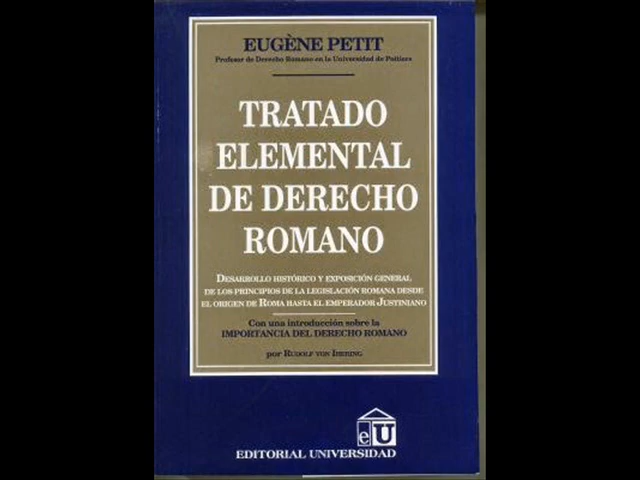 EUGÈNE PETIT
Profesor de Derecho Romano en la Universidad de Poitiers
TRATADO
ELEMENTAL
DE DERECHO
ROMANO
DESARROLLO HISTÓRICO Y EXPOSICIÓN GENERAL
DE LOS PRINCIPIOS DE LA LEGISLACIÓN ROMANA DESDE
EL ORIGEN DE ROMA HASTA EL EMPERADOR JUSTINIANO
Con una introducción sobre la
IMPORTANCIA DEL DERECHO ROMANO
por RUDOLF VON IHERING
eU
EDITORIAL UNIVERSIDAD